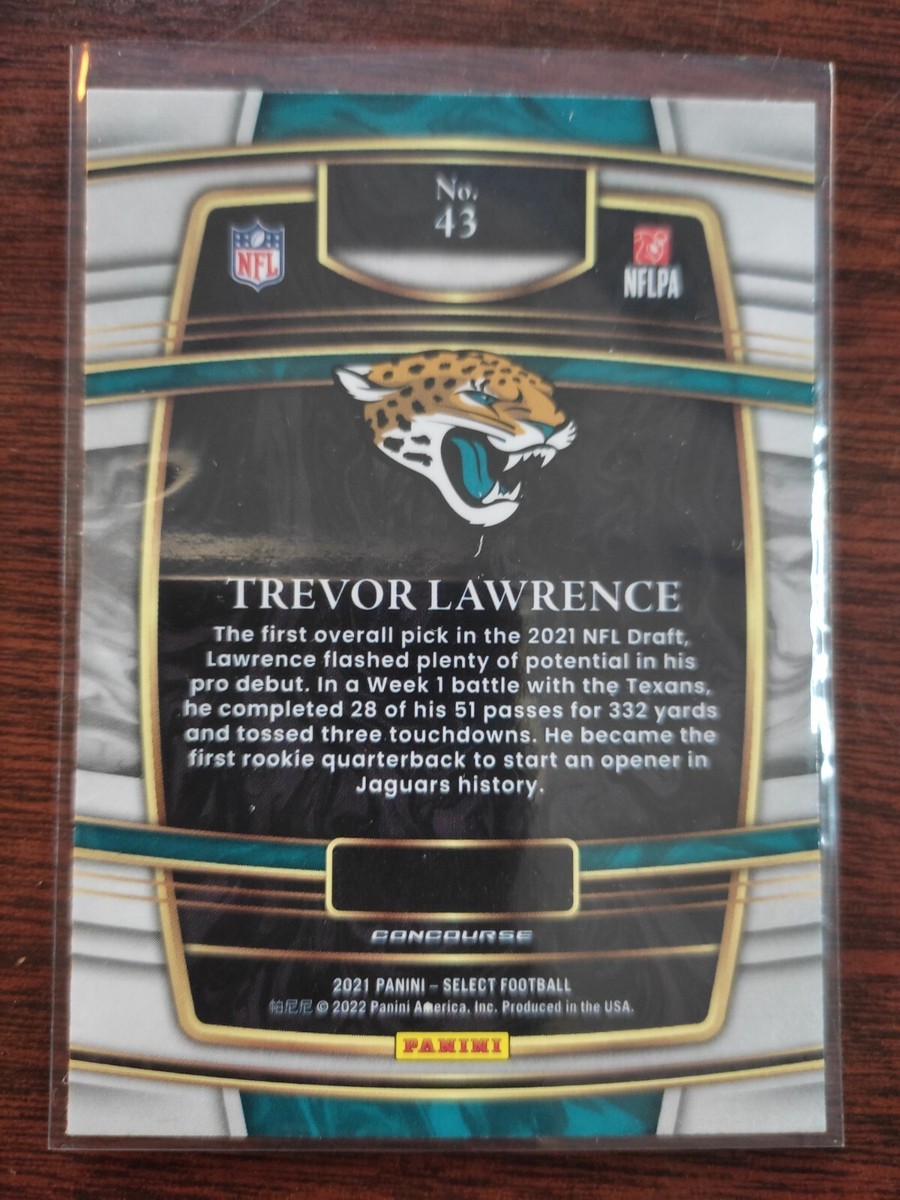 No.
43
NFL
NFLPA
TREVOR LAWRENCE
The first overall pick in the 2021 NFL Draft,
Lawrence flashed plenty of potential in his
pro debut. In a Week 1 battle with the Texans,
he completed 28 of his 51 passes for 332 yards
and tossed three touchdowns. He became the
first rookie quarterback to start an opener in
Jaguars history.
CONCOURSE
2021 PANINI – SELECT FOOTBALL
帕尼尼 © 2022 Panini America, Inc. Produced in the USA.
PANINI